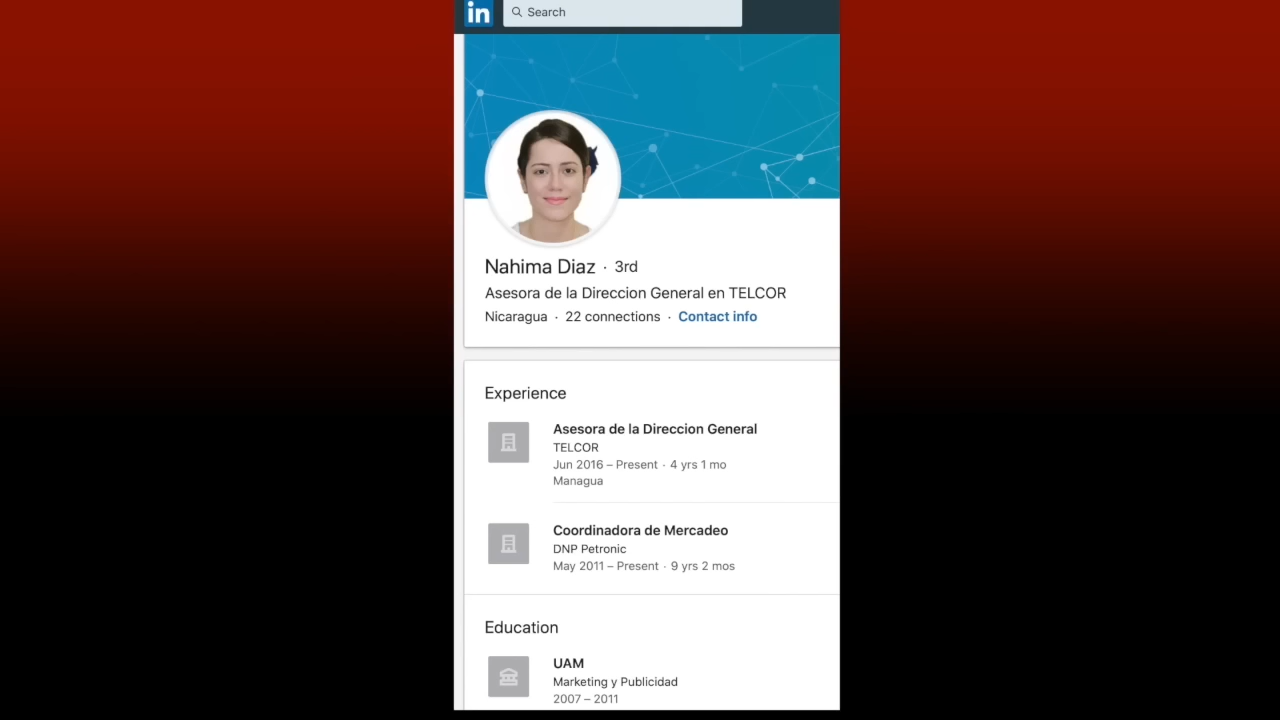 in
Search
Nahima Diaz · 3rd
Asesora de la Direccion General en TELCOR
Nicaragua · 22 connections · Contact info
Experience
Asesora de la Direccion General
TELCOR
Jun 2016 – Present · 4 yrs 1 mo
Managua
Coordinadora de Mercadeo
DNP Petronic
May 2011 – Present · 9 yrs 2 mos
Education
UAM
Marketing y Publicidad
2007 – 2011